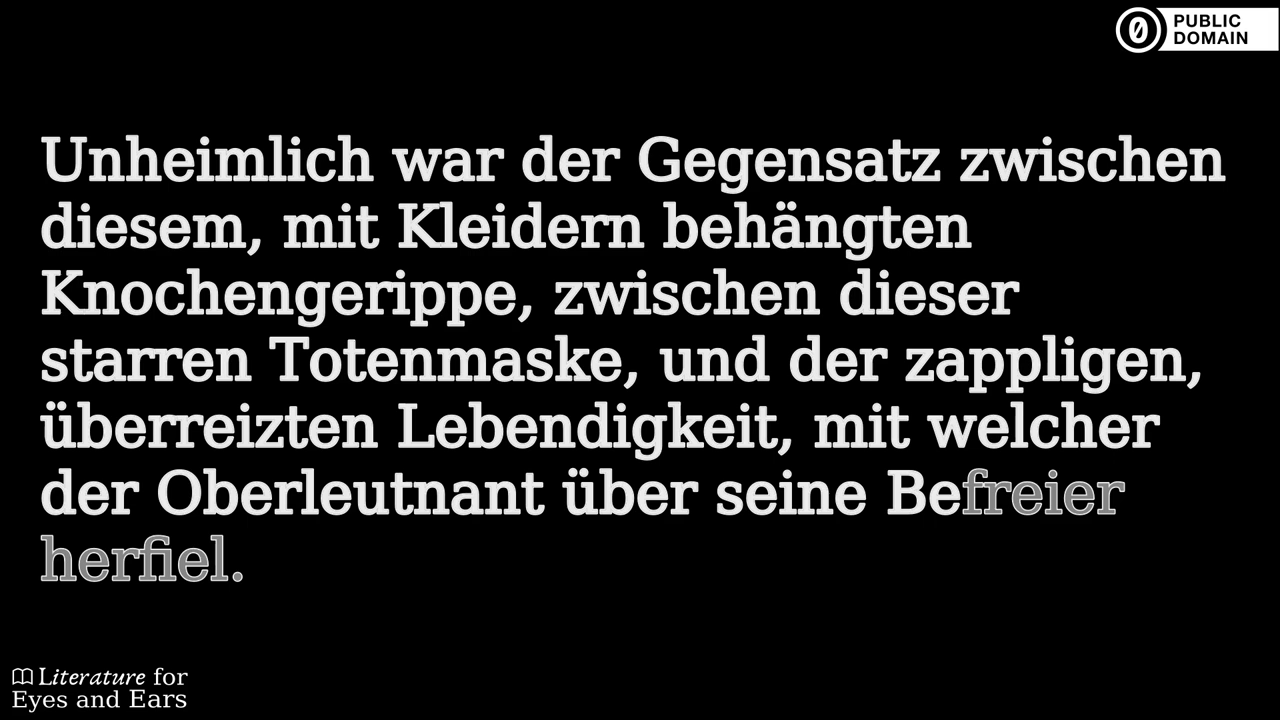 PUBLIC
DOMAIN
Unheimlich war der Gegensatz zwischen
diesem, mit Kleidern behängten
Knochengerippe, zwischen dieser
starren Totenmaske, und der zappligen,
überreizten Lebendigkeit, mit welcher
der Oberleutnant über seine Befreier
herfiel.
Literature for
Eyes and Ears